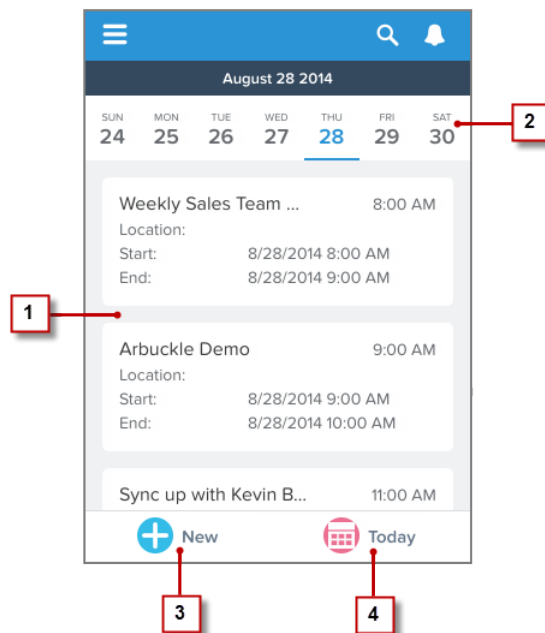 August 28 2014
SUN MON TUE WED THU FRI SAT
24 25 26 27 28 29 30
2
Weekly Sales Team ... 8:00 AM
Location:
Start: 8/28/2014 8:00 AM
End: 8/28/2014 9:00 AM
1
Arbuckle Demo 9:00 AM
Location:
Start: 8/28/2014 9:00 AM
End: 8/28/2014 10:00 AM
Sync up with Kevin B... 11:00 AM
New Today
3 4